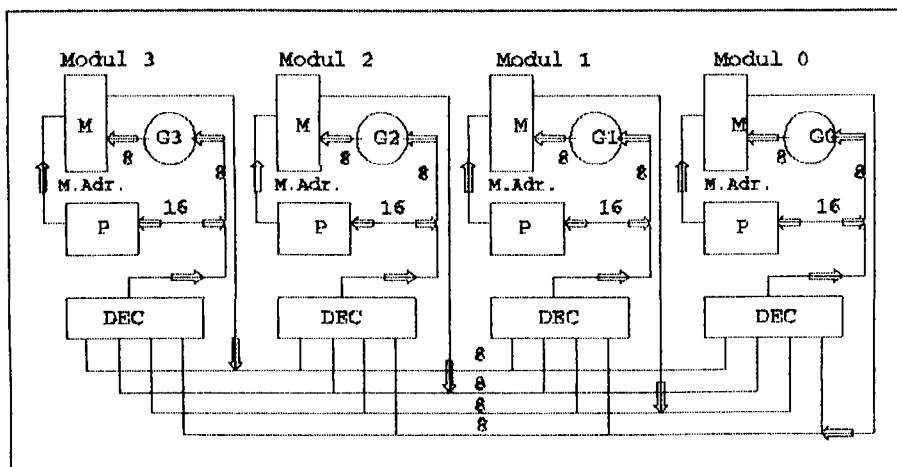 Modul 3 Modul 2 Modul 1 Modul 0
M G3 M G2 M G1 M G0
8 8 8 8
8 8 8 8
M.Adr. M.Adr. M.Adr. M.Adr.
16 16 16 16
P P P P
DEC DEC DEC DEC
8
8
8
8